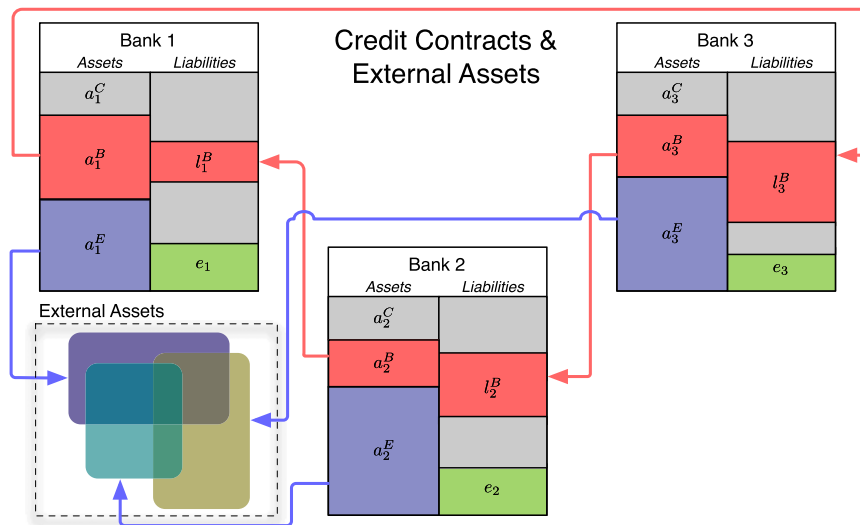 Credit Contracts &
External Assets
Bank 1
Assets Liabilities
a_1^C
a_1^B
l_1^B
a_1^E
e_1
Bank 3
Assets Liabilities
a_3^C
a_3^B
l_3^B
a_3^E
e_3
Bank 2
Assets Liabilities
a_2^C
a_2^B
l_2^B
a_2^E
e_2
External Assets